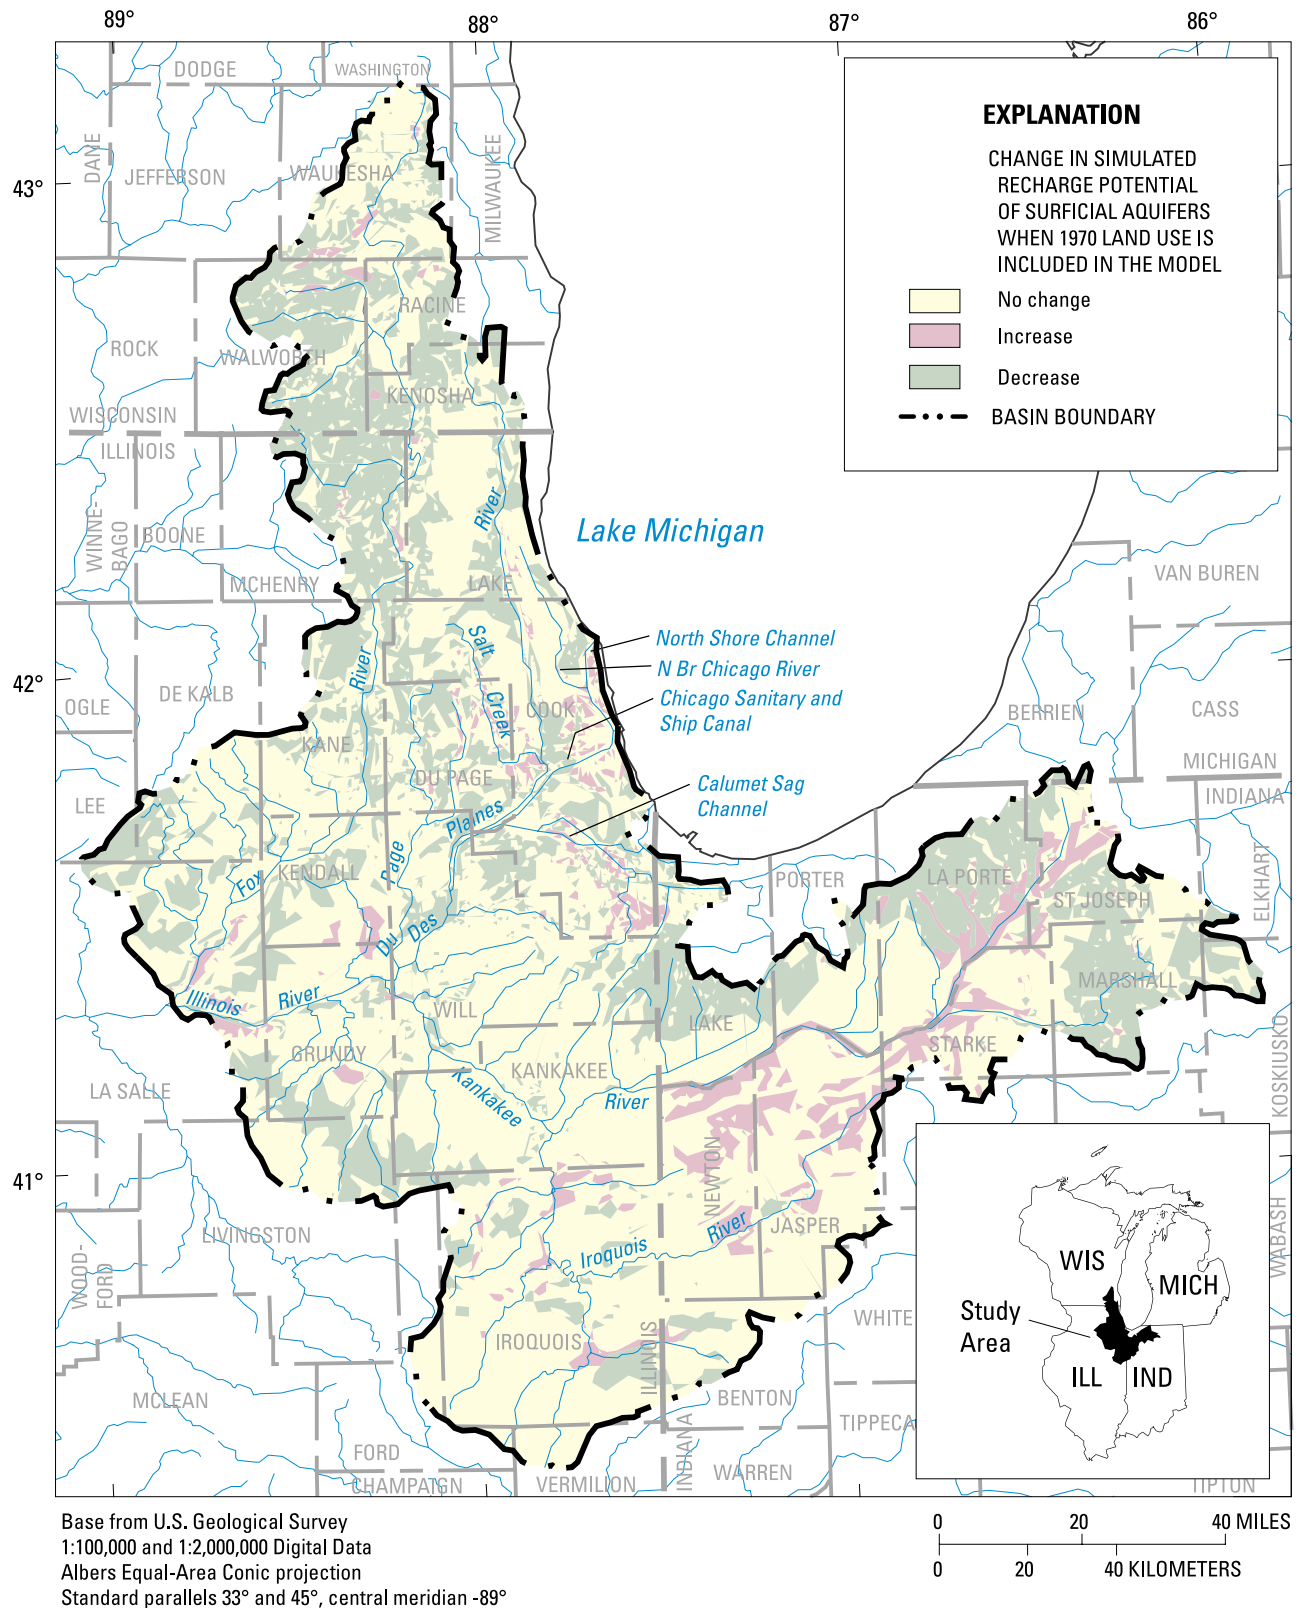 89°
88°
87°
86°
43°
42°
41°
EXPLANATION
CHANGE IN SIMULATED
RECHARGE POTENTIAL
OF SURFICIAL AQUIFERS
WHEN 1970 LAND USE IS
INCLUDED IN THE MODEL
No change
Increase
Decrease
BASIN BOUNDARY
DODGE
WASHINGTON
DANE
JEFFERSON
WAUKESHA
MILWAUKEE
RACINE
ROCK
WALWORTH
KENOSHA
WISCONSIN
ILLINOIS
WINNE-
BAGO
BOONE
MCHENRY
LAKE
River
Lake Michigan
VAN BUREN
North Shore Channel
N Br Chicago River
Chicago Sanitary and
Ship Canal
Calumet Sag
Channel
Salt
Creek
River
OGLE
DE KALB
KANE
COOK
DU PAGE
BERRIEN
CASS
MICHIGAN
INDIANA
LEE
Plaines
Des
Page
Du
Fox
KENDALL
PORTER
LA PORTE
ST JOSEPH
ELKHART
MARSHALL
Illinois
River
WILL
LAKE
STARKE
GRUNDY
KANKAKEE
Kankakee
River
KOSKIUSKO
LA SALLE
NEWTON
JASPER
WABASH
LIVINGSTON
WOOD-
FORD
Iroquois
River
IROQUOIS
ILLINOIS
INDIANA
WHITE
BENTON
MCLEAN
TIPPECA
FORD
CHAMPAIGN
VERMILION
WARREN
TIPTON
WIS
MICH
Study
Area
ILL
IND
Base from U.S. Geological Survey
1:100,000 and 1:2,000,000 Digital Data
Albers Equal-Area Conic projection
Standard parallels 33° and 45°, central meridian -89°
0 20 40 MILES
0 20 40 KILOMETERS